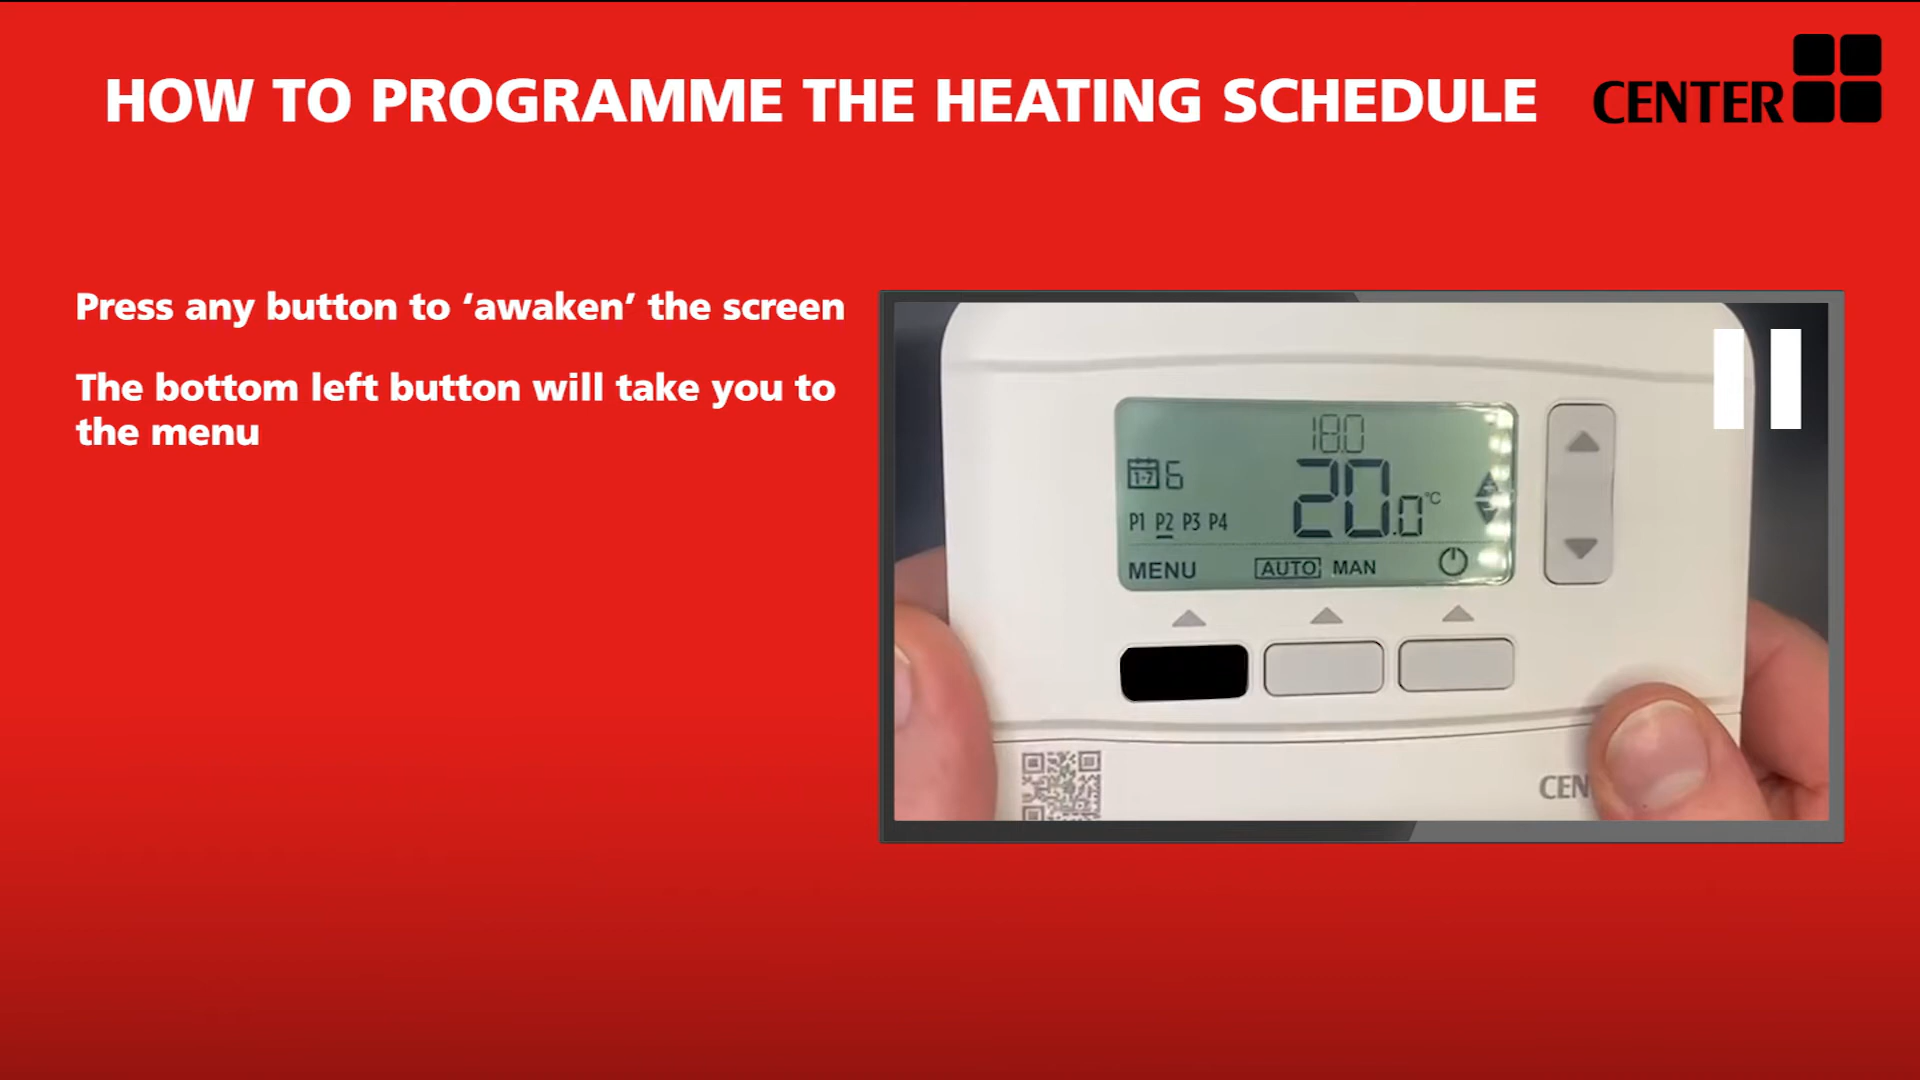 HOW TO PROGRAMME THE HEATING SCHEDULE
CENTER
Press any button to ‘awaken’ the screen
The bottom left button will take you to
the menu
18.0
1-7 6
20.0°C
P1 P2 P3 P4
MENU AUTO MAN
CEN